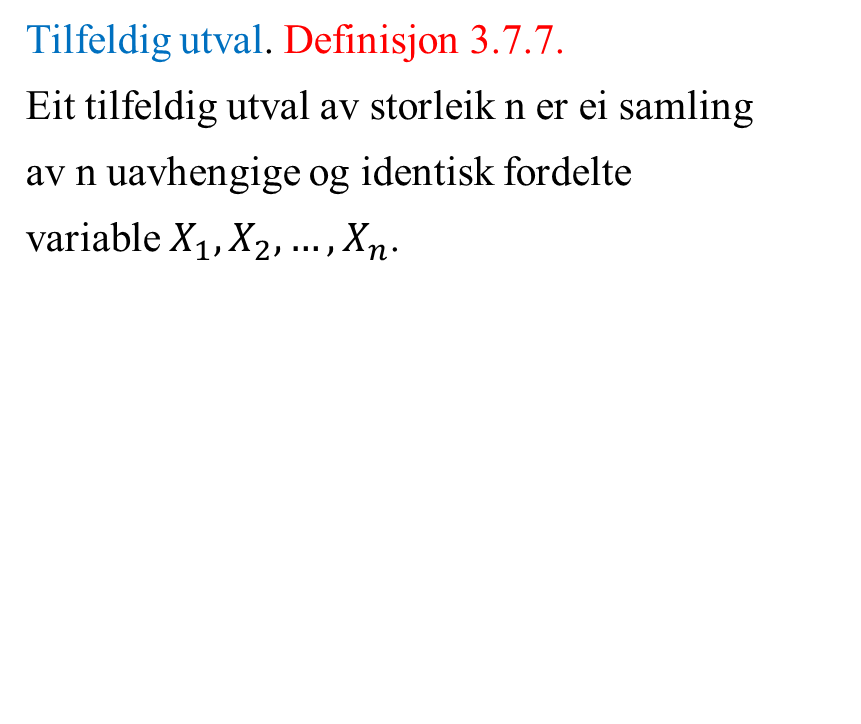 Tilfeldig utval. Definisjon 3.7.7.
Eit tilfeldig utval av storleik n er ei samling
av n uavhengige og identisk fordelte
variable X₁, X₂, … , Xₙ.